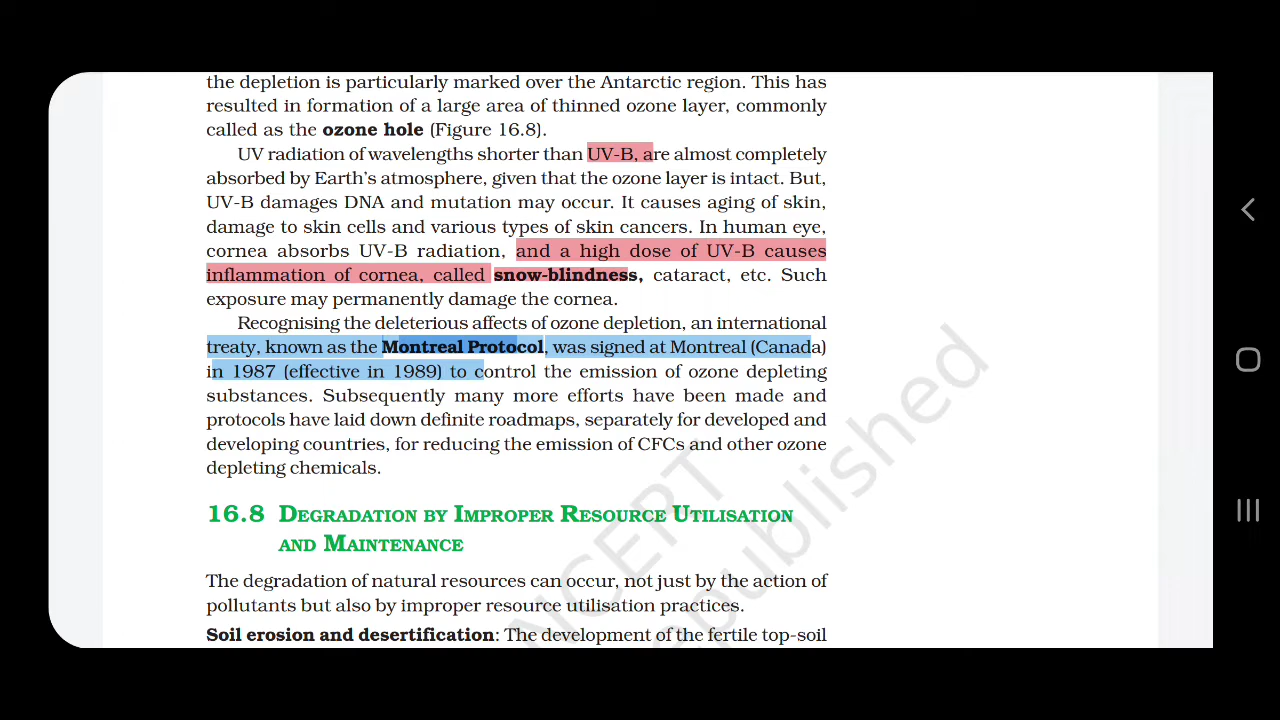 the depletion is particularly marked over the Antarctic region. This has
resulted in formation of a large area of thinned ozone layer, commonly
called as the ozone hole (Figure 16.8).
UV radiation of wavelengths shorter than UV-B, are almost completely
absorbed by Earth's atmosphere, given that the ozone layer is intact. But,
UV-B damages DNA and mutation may occur. It causes aging of skin,
damage to skin cells and various types of skin cancers. In human eye,
cornea absorbs UV-B radiation, and a high dose of UV-B causes
inflammation of cornea, called snow-blindness, cataract, etc. Such
exposure may permanently damage the cornea.
Recognising the deleterious affects of ozone depletion, an international
treaty, known as the Montreal Protocol, was signed at Montreal (Canada)
in 1987 (effective in 1989) to control the emission of ozone depleting
substances. Subsequently many more efforts have been made and
protocols have laid down definite roadmaps, separately for developed and
developing countries, for reducing the emission of CFCs and other ozone
depleting chemicals.
16.8 DEGRADATION BY IMPROPER RESOURCE UTILISATION
AND MAINTENANCE
The degradation of natural resources can occur, not just by the action of
pollutants but also by improper resource utilisation practices.
Soil erosion and desertification: The development of the fertile top-soil
NCERT
republished